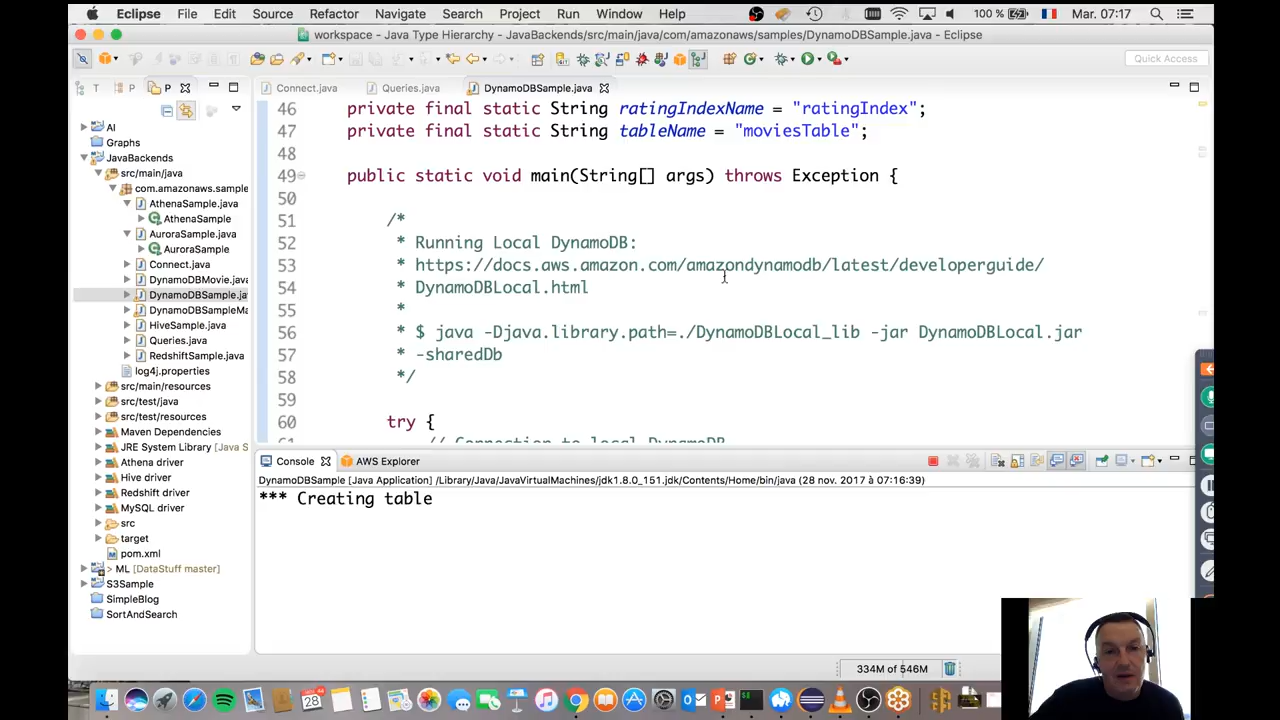 Eclipse File Edit Source Refactor Navigate Search Project Run Window Help 100 % Mar. 07:17
workspace - Java Type Hierarchy - JavaBackends/src/main/java/com/amazonaws/samples/DynamoDBSample.java - Eclipse
Quick Access
T P P
Connect.java Queries.java DynamoDBSample.java
AI
Graphs
JavaBackends
src/main/java
com.amazonaws.sample
AthenaSample.java
AthenaSample
AuroraSample.java
AuroraSample
Connect.java
DynamoDBMovie.java
DynamoDBSample.ja
DynamoDBSampleMa
HiveSample.java
Queries.java
RedshiftSample.java
log4j.properties
src/main/resources
src/test/java
src/test/resources
Maven Dependencies
JRE System Library [Java S
Athena driver
Hive driver
Redshift driver
MySQL driver
src
target
pom.xml
> ML [DataStuff master]
S3Sample
SimpleBlog
SortAndSearch
46 private final static String ratingIndexName = "ratingIndex";
47 private final static String tableName = "moviesTable";
48
49 public static void main(String[] args) throws Exception {
50
51 /*
52 * Running Local DynamoDB:
53 * https://docs.aws.amazon.com/amazondynamodb/latest/developerguide/
54 * DynamoDBLocal.html
55 *
56 * $ java -Djava.library.path=./DynamoDBLocal_lib -jar DynamoDBLocal.jar
57 * -sharedDb
58 */
59
60 try {
61 // Connection to local DynamoDB
Console AWS Explorer
DynamoDBSample [Java Application] /Library/Java/JavaVirtualMachines/jdk1.8.0_151.jdk/Contents/Home/bin/java (28 nov. 2017 à 07:16:39)
*** Creating table
334M of 546M
28